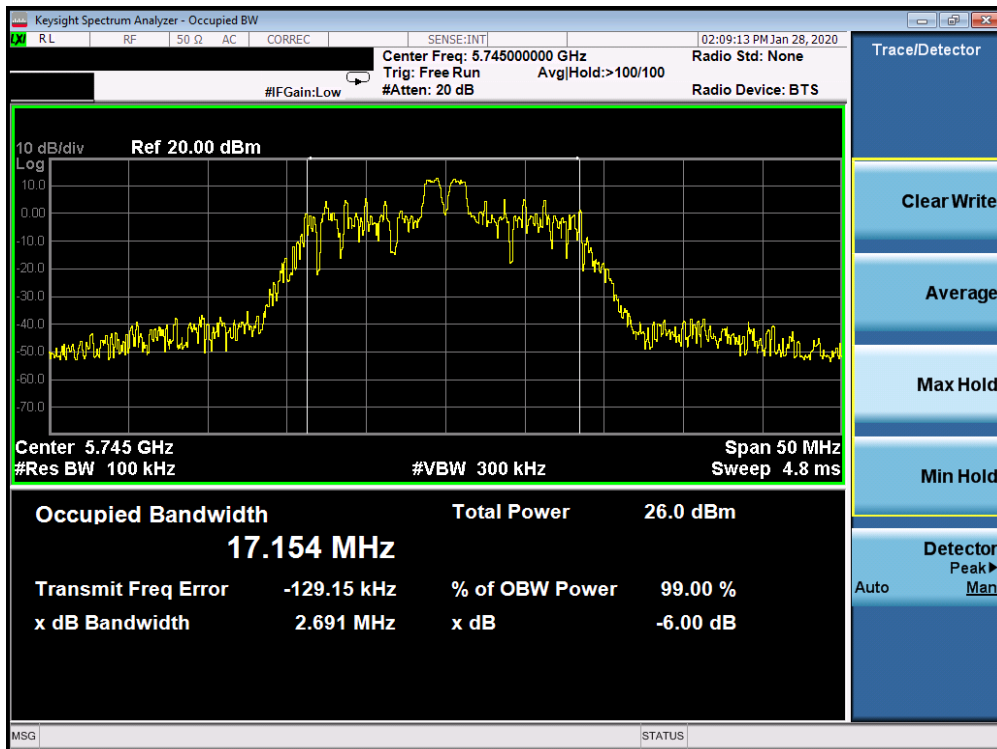 Keysight Spectrum Analyzer - Occupied BW
LXI RL RF 50 Ω AC CORREC SENSE:INT 02:09:13 PM Jan 28, 2020
Center Freq: 5.745000000 GHz Radio Std: None
Trig: Free Run Avg|Hold:>100/100
#IFGain:Low #Atten: 20 dB Radio Device: BTS
Trace/Detector
10 dB/div Ref 20.00 dBm
Log
10.0
0.00
-10.0
-20.0
-30.0
-40.0
-50.0
-60.0
-70.0
Center 5.745 GHz Span 50 MHz
#Res BW 100 kHz #VBW 300 kHz Sweep 4.8 ms
Occupied Bandwidth Total Power 26.0 dBm
17.154 MHz
Transmit Freq Error -129.15 kHz % of OBW Power 99.00 %
x dB Bandwidth 2.691 MHz x dB -6.00 dB
Clear Write
Average
Max Hold
Min Hold
Detector
Peak▶
Auto Man
MSG STATUS